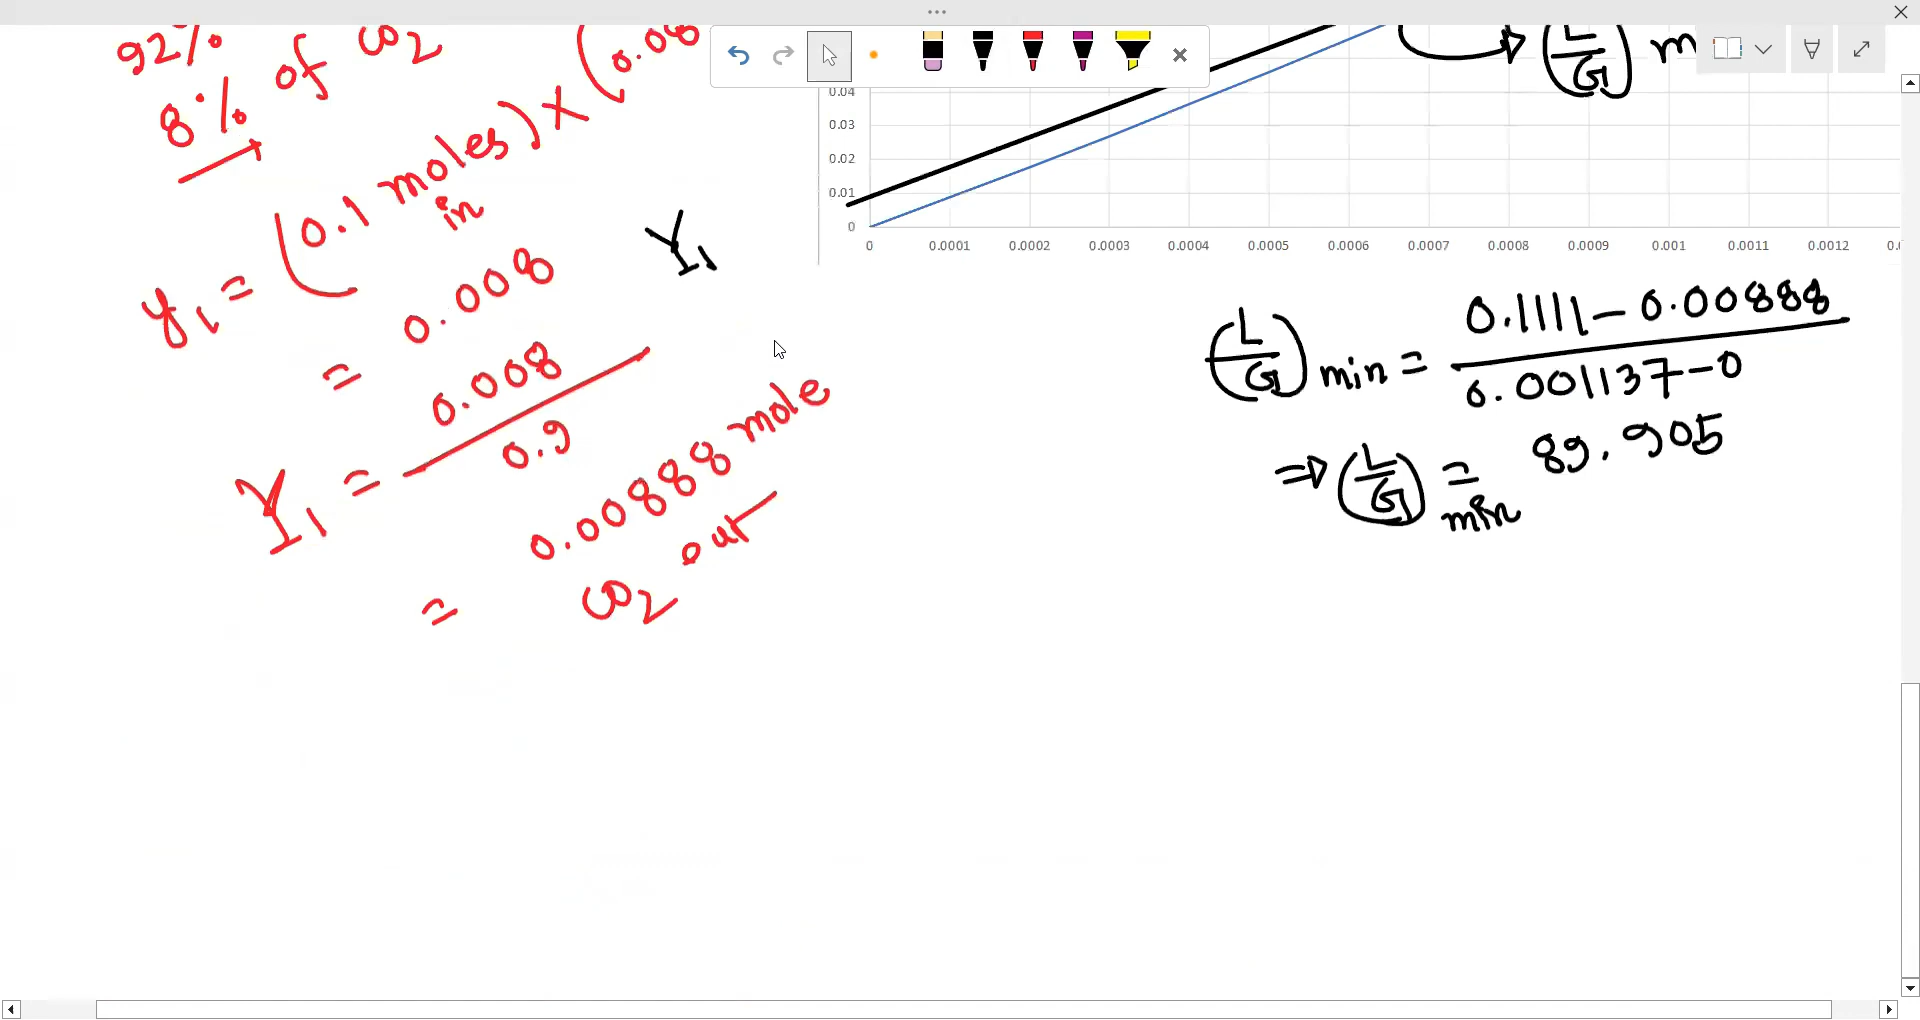 92%
8% of CO2
y1 = (0.1 moles in) × (0.08
= 0.008
Y1 = 0.008 / 0.9
= 0.00888 mole
CO2 out
Y1
(L/G) m
0.04
0.03
0.02
0.01
0
0 0.0001 0.0002 0.0003 0.0004 0.0005 0.0006 0.0007 0.0008 0.0009 0.001 0.0011 0.0012 0.
(L/G) min = 0.1111 – 0.00888 / 0.001137 – 0
⇒ (L/G) min = 89.905